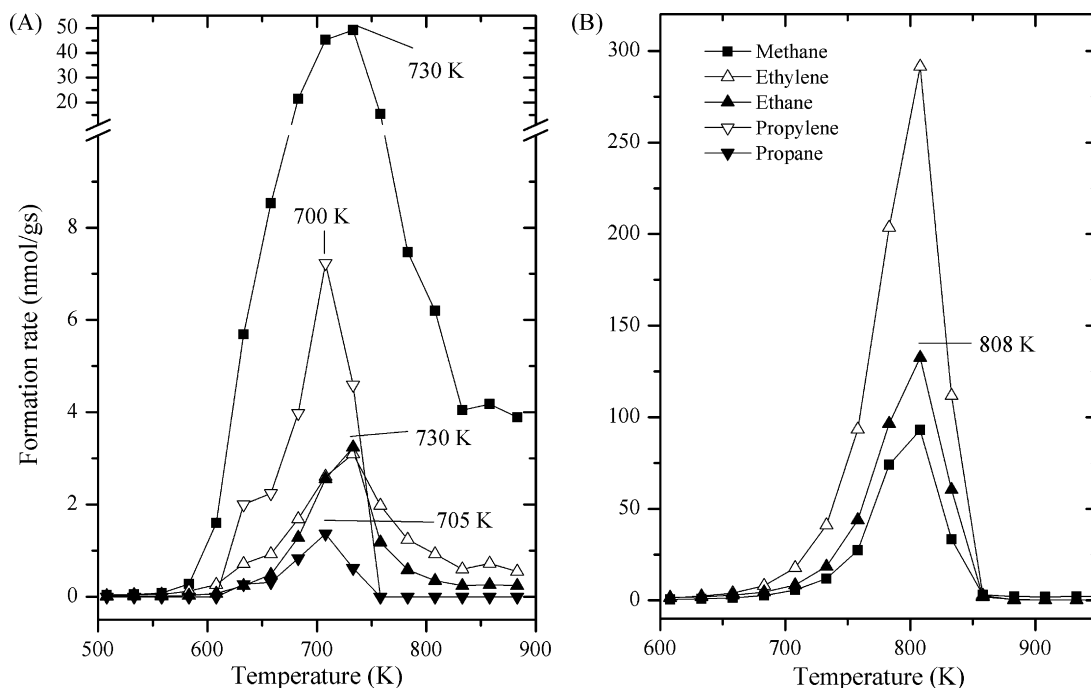 (A)
50
40
30
20
8
6
4
2
0
730 K
700 K
730 K
705 K
500
600
700
800
900
Temperature (K)
Formation rate (nmol/gs)
(B)
300
250
200
150
100
50
0
Methane
Ethylene
Ethane
Propylene
Propane
808 K
600
700
800
900
Temperature (K)